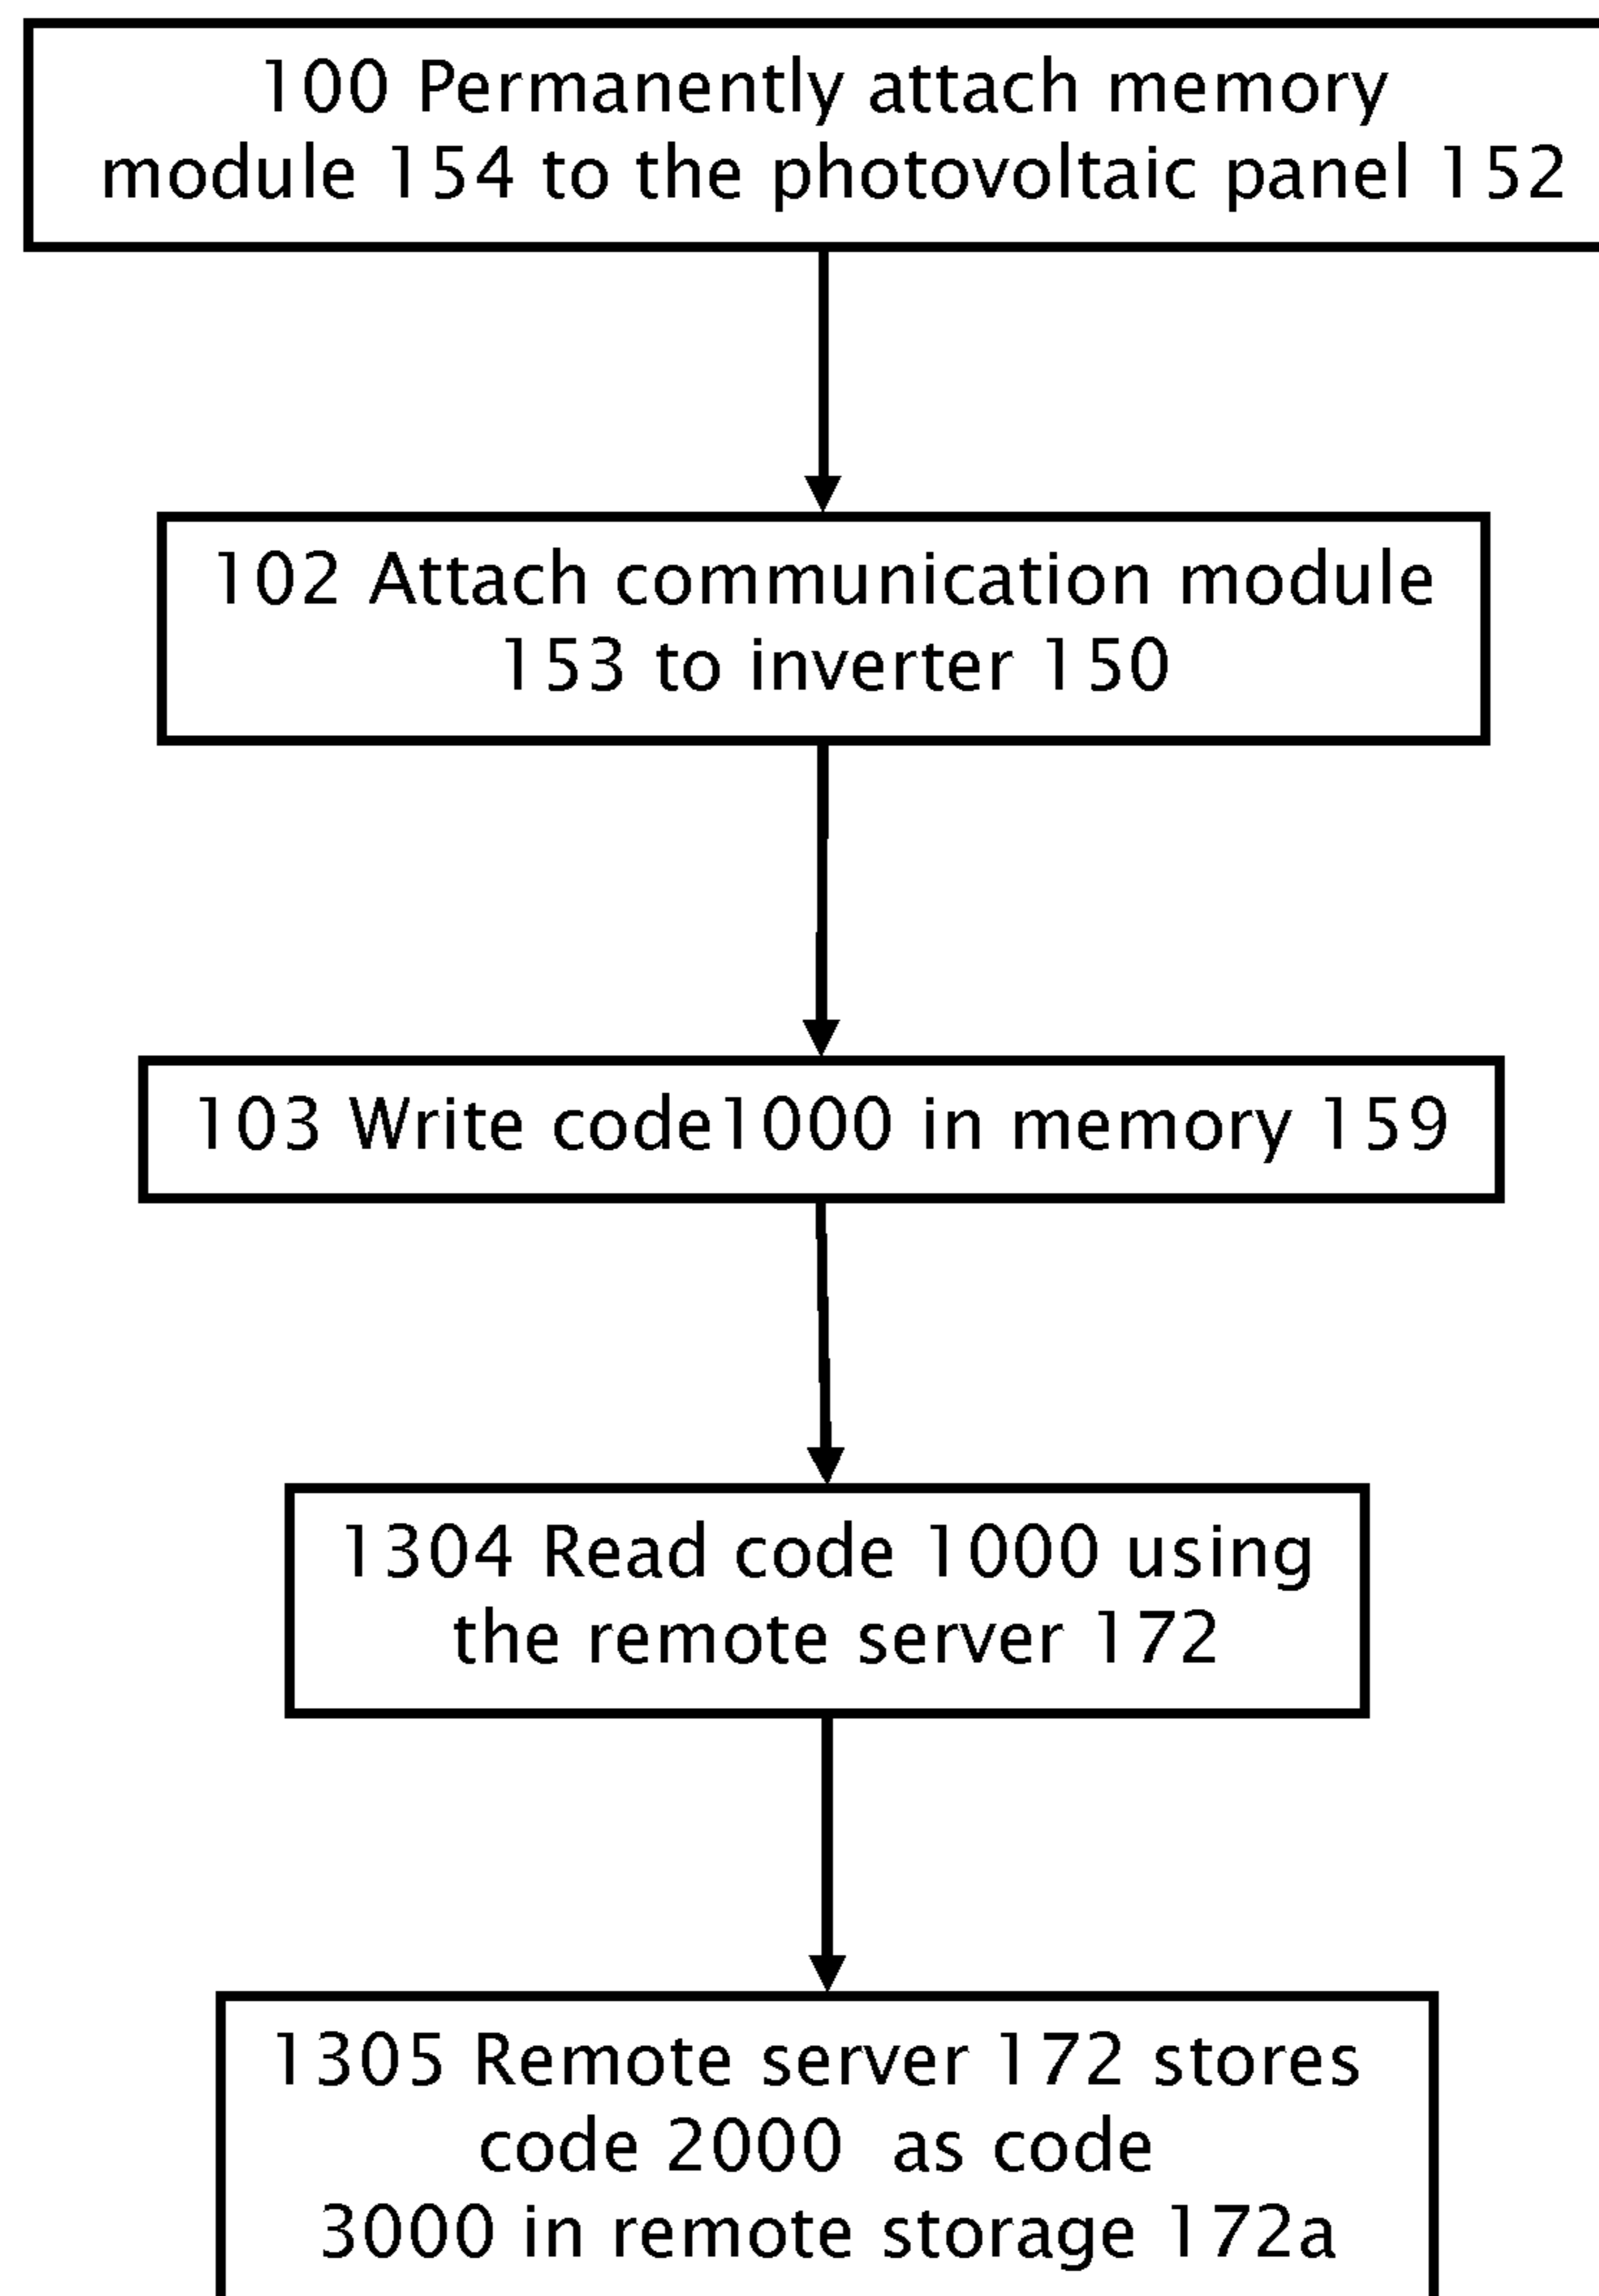 100 Permanently attach memory
module 154 to the photovoltaic panel 152
102 Attach communication module
153 to inverter 150
103 Write code1000 in memory 159
1304 Read code 1000 using
the remote server 172
1305 Remote server 172 stores
code 2000  as code
3000 in remote storage 172a